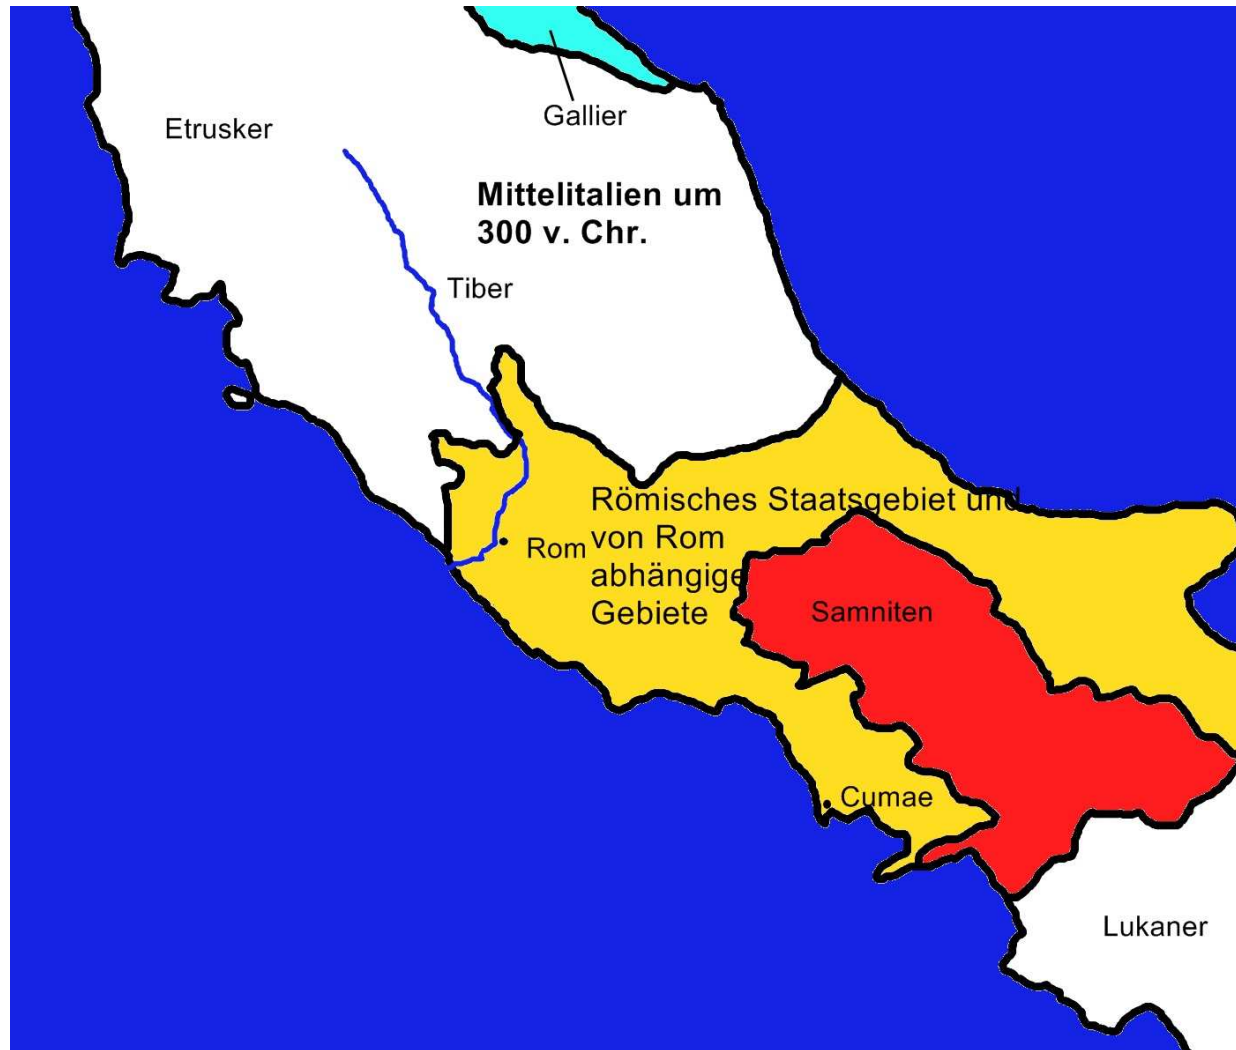 Gallier
Etrusker
Mittelitalien um
300 v. Chr.
Tiber
Römisches Staatsgebiet und
von Rom
abhängige
Gebiete
Rom
Samniten
Cumae
Lukaner